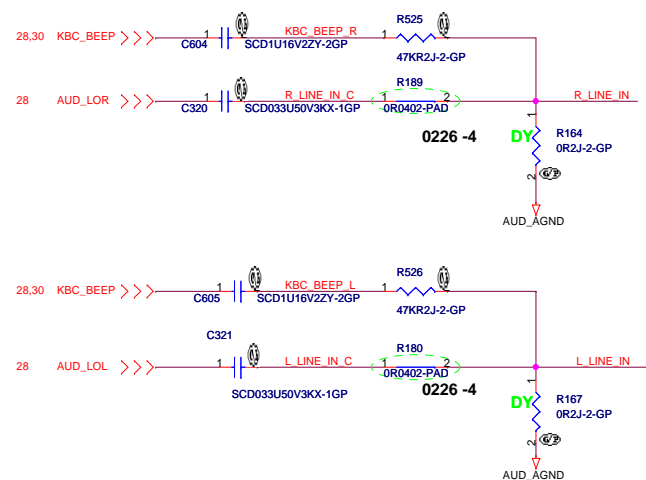 28,30 KBC_BEEP 1 KBC_BEEP_R 1 R525
C604 SCD1U16V2ZY-2GP 47KR2J-2-GP
R189
28 AUD_LOR 1 R_LINE_IN_C 1 2 R_LINE_IN
C320 SCD033U50V3KX-1GP 0R0402-PAD
0226 -4
1
DY R164
0R2J-2-GP
2 G/P
AUD_AGND
28,30 KBC_BEEP 1 KBC_BEEP_L 1 R526
C605 SCD1U16V2ZY-2GP 47KR2J-2-GP
C321
R180
28 AUD_LOL 1 L_LINE_IN_C 1 2 L_LINE_IN
SCD033U50V3KX-1GP 0R0402-PAD
0226 -4
1
DY R167
0R2J-2-GP
2 G/P
AUD_AGND